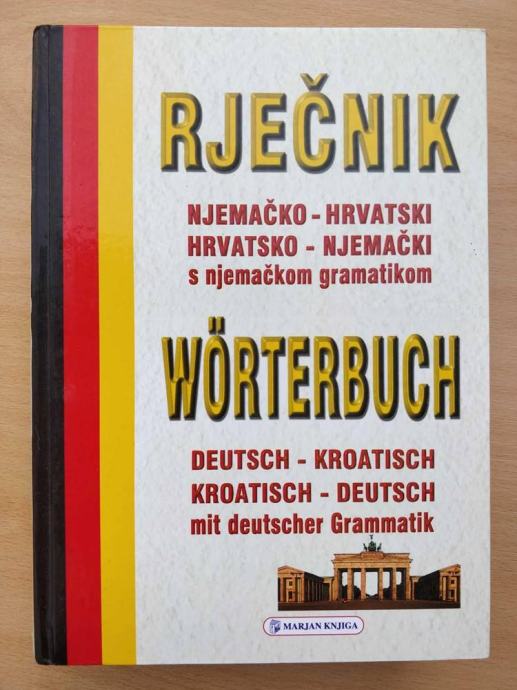 RJEČNIK
NJEMAČKO - HRVATSKI
HRVATSKO - NJEMAČKI
s njemačkom gramatikom
WÖRTERBUCH
DEUTSCH - KROATISCH
KROATISCH - DEUTSCH
mit deutscher Grammatik
MARJAN KNJIGA